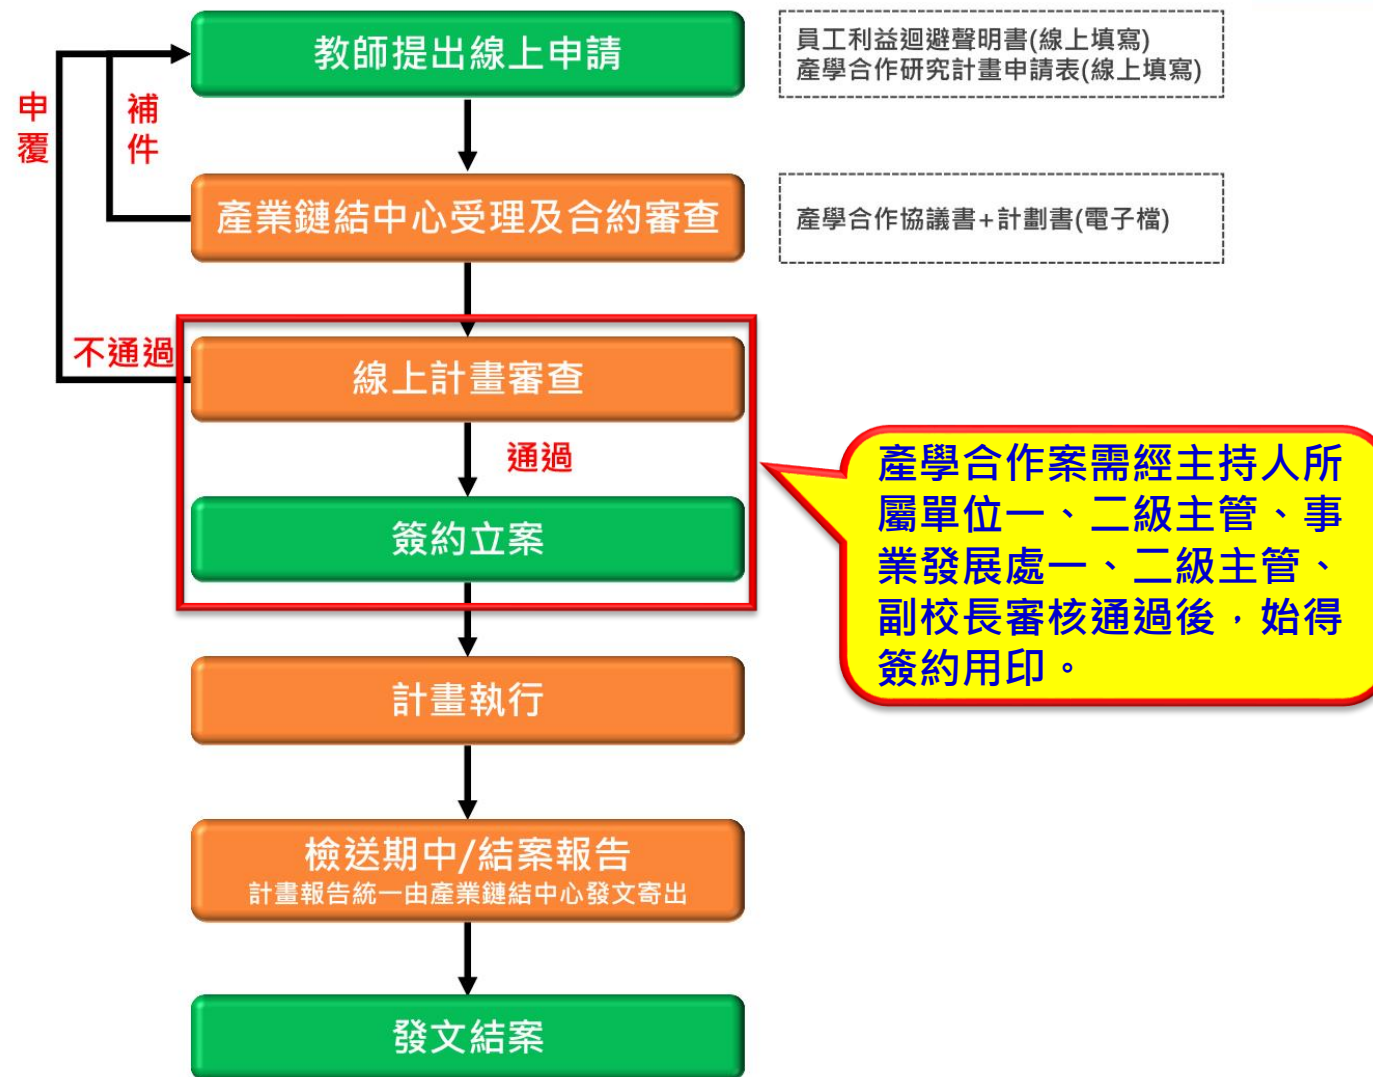 教師提出線上申請
員工利益迴避聲明書(線上填寫)
產學合作研究計畫申請表(線上填寫)
申覆
補件
產業鏈結中心受理及合約審查
產學合作協議書+計劃書(電子檔)
不通過
線上計畫審查
通過
簽約立案
產學合作案需經主持人所
屬單位一、二級主管、事
業發展處一、二級主管、
副校長審核通過後，始得
簽約用印。
計畫執行
檢送期中/結案報告
計畫報告統一由產業鏈結中心發文寄出
發文結案